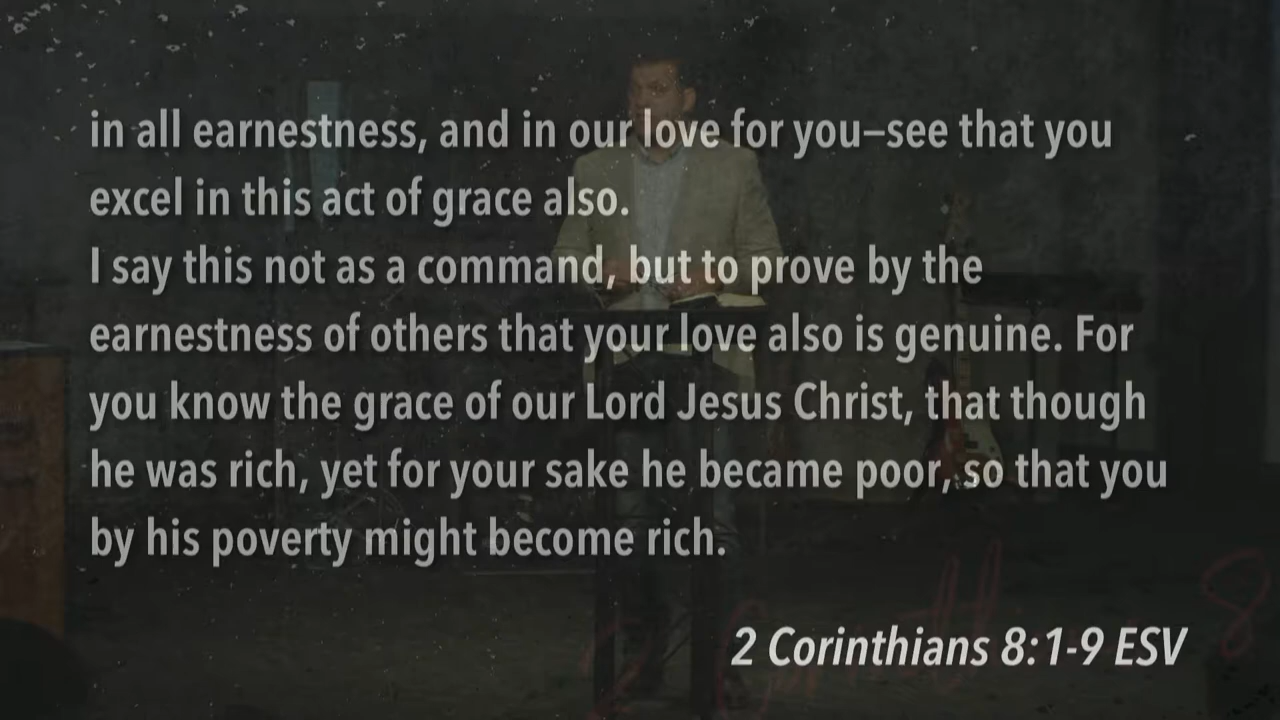 in all earnestness, and in our love for you–see that you
excel in this act of grace also.
I say this not as a command, but to prove by the
earnestness of others that your love also is genuine. For
you know the grace of our Lord Jesus Christ, that though
he was rich, yet for your sake he became poor, so that you
by his poverty might become rich.
2 Corinthians 8:1-9 ESV